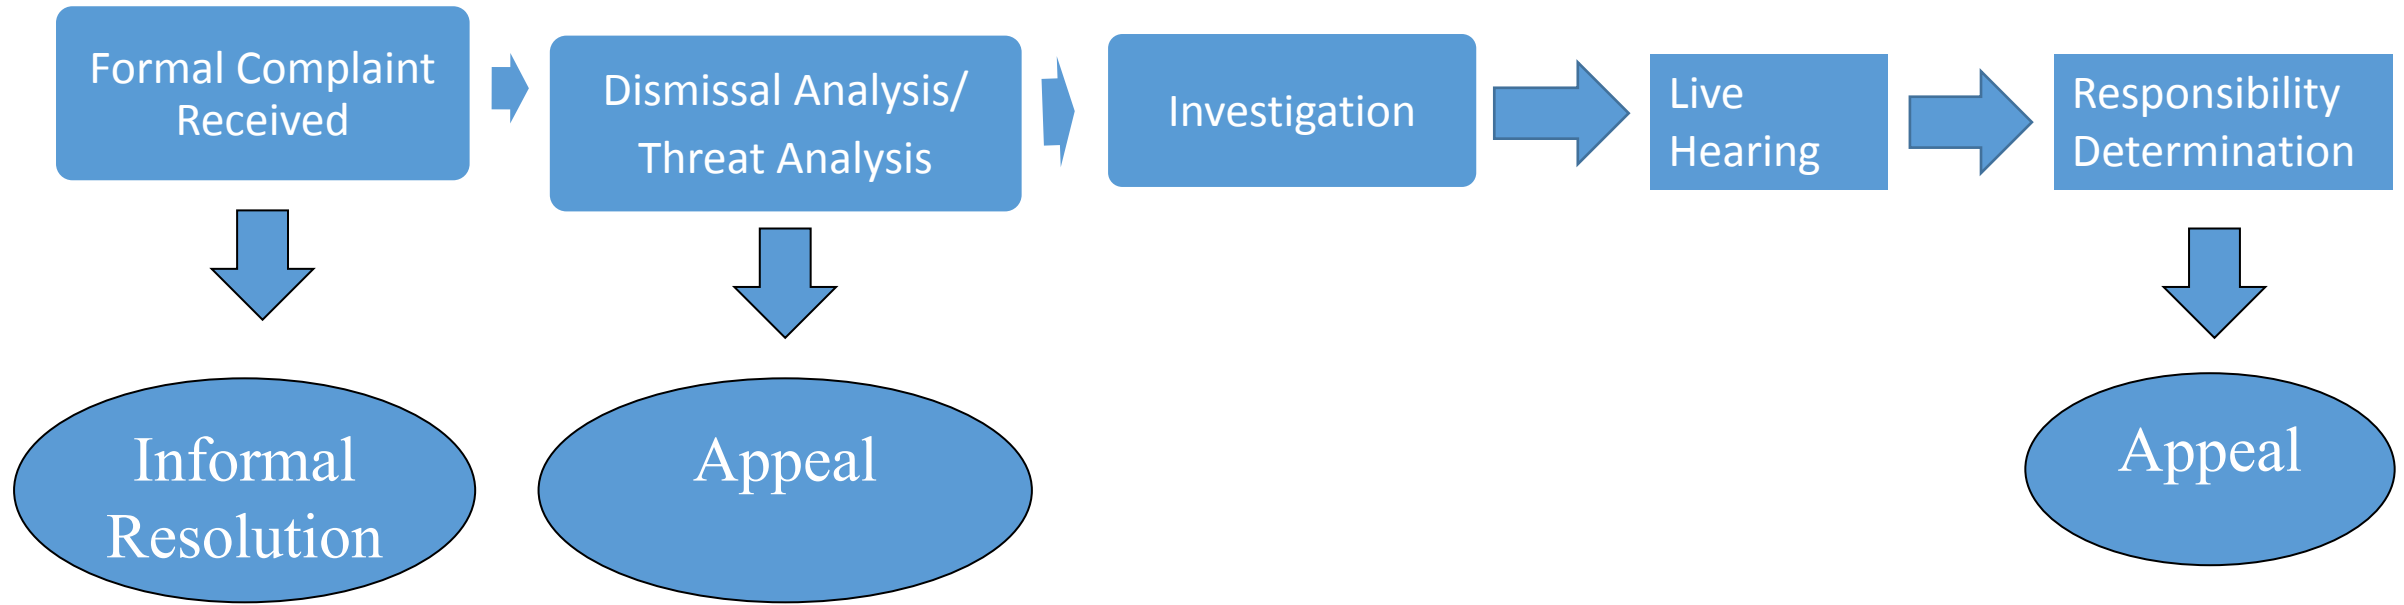 Formal Complaint
Received
Dismissal Analysis/
Threat Analysis
Investigation
Live
Hearing
Responsibility
Determination
Informal
Resolution
Appeal
Appeal